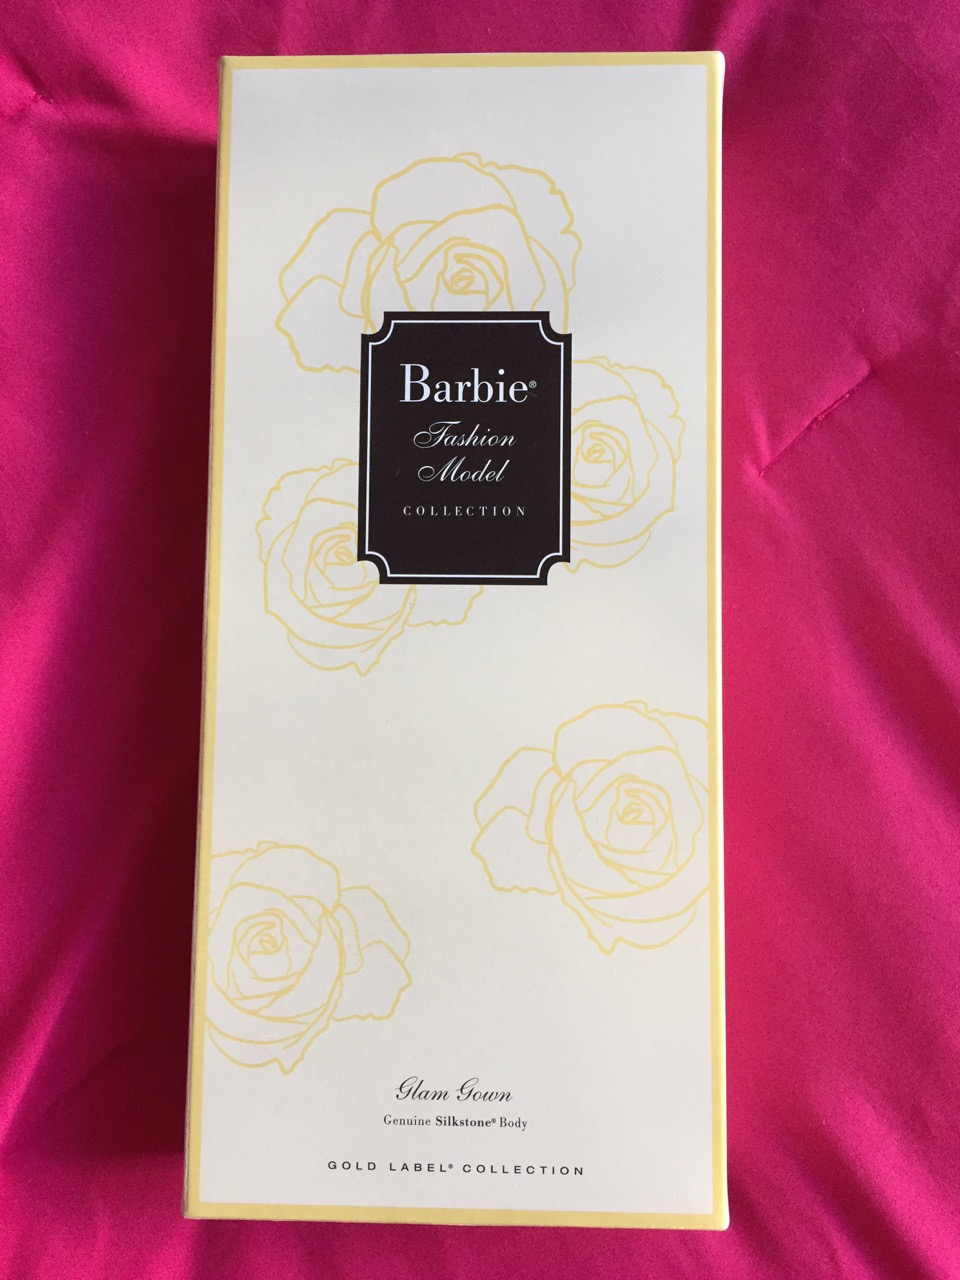 Barbie®
Fashion
Model
COLLECTION
Glam Gown
Genuine Silkstone® Body
GOLD LABEL® COLLECTION